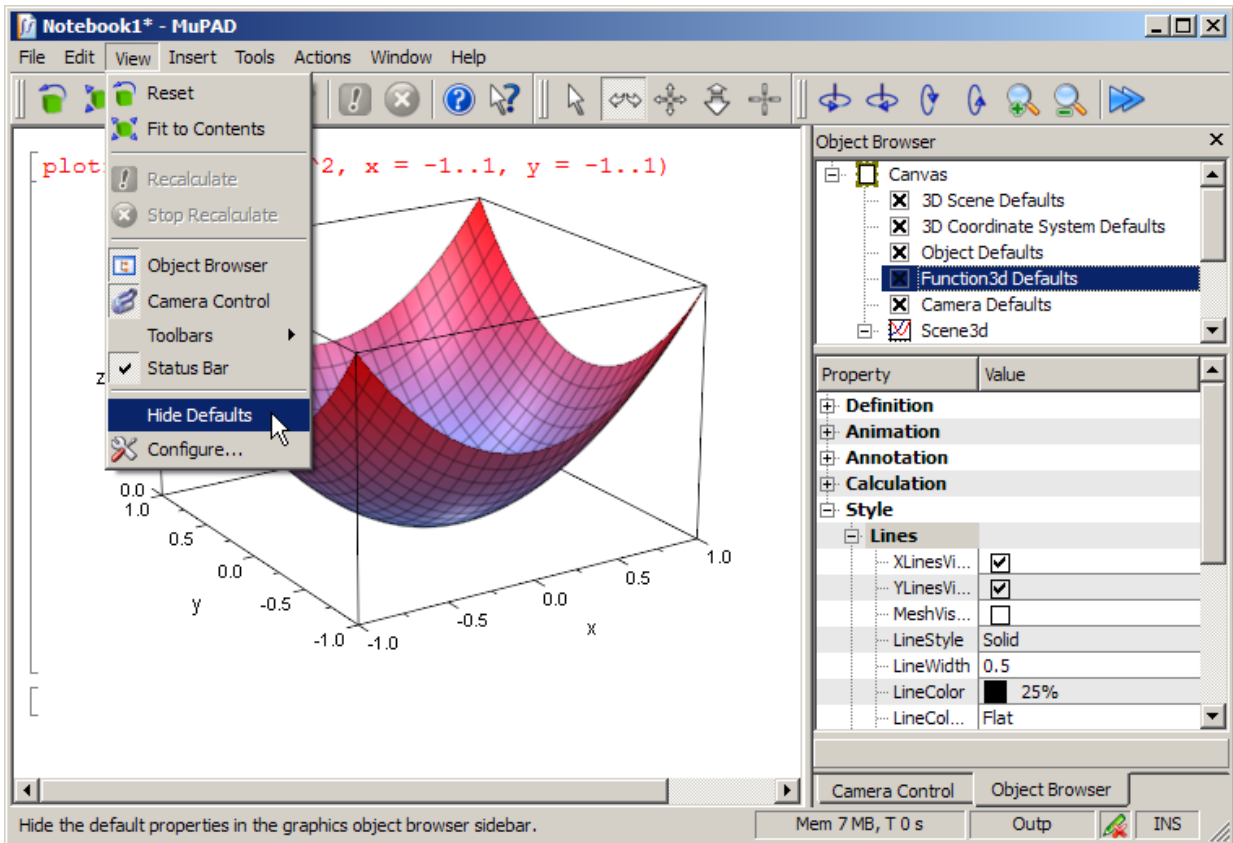 Notebook1* - MuPAD
File Edit View Insert Tools Actions Window Help
Reset
Fit to Contents
Recalculate
Stop Recalculate
Object Browser
Camera Control
Toolbars
Status Bar
Hide Defaults
Configure...
plot
^2, x = -1..1, y = -1..1)
z
0.0
1.0
0.5
0.0
-0.5
-1.0
y
-1.0
-0.5
0.0
0.5
1.0
x
Object Browser
Canvas
3D Scene Defaults
3D Coordinate System Defaults
Object Defaults
Function3d Defaults
Camera Defaults
Scene3d
Property Value
Definition
Animation
Annotation
Calculation
Style
Lines
XLinesVi...
YLinesVi...
MeshVis...
LineStyle Solid
LineWidth 0.5
LineColor 25%
LineCol... Flat
Camera Control Object Browser
Hide the default properties in the graphics object browser sidebar.
Mem 7 MB, T 0 s Outp INS